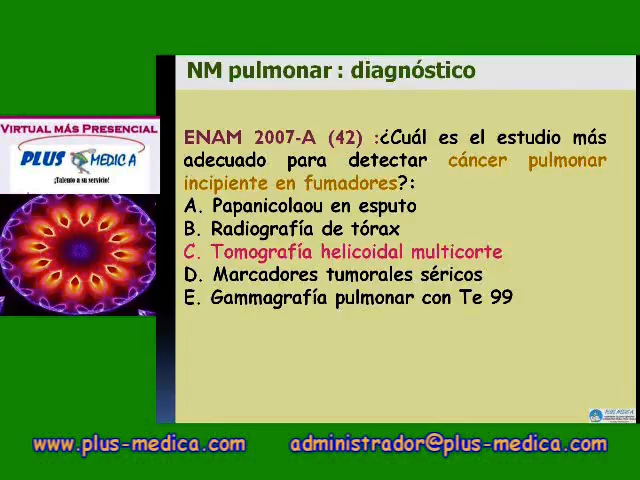 NM pulmonar : diagnóstico
VIRTUAL MÁS PRESENCIAL
PLUS MEDICA
¡Talento a su servicio!
ENAM 2007-A (42) :¿Cuál es el estudio más
adecuado para detectar cáncer pulmonar
incipiente en fumadores?:
A. Papanicolaou en esputo
B. Radiografía de tórax
C. Tomografía helicoidal multicorte
D. Marcadores tumorales séricos
E. Gammagrafía pulmonar con Te 99
PLUS MEDICA
www.plus-medica.com
administrador@plus-medica.com